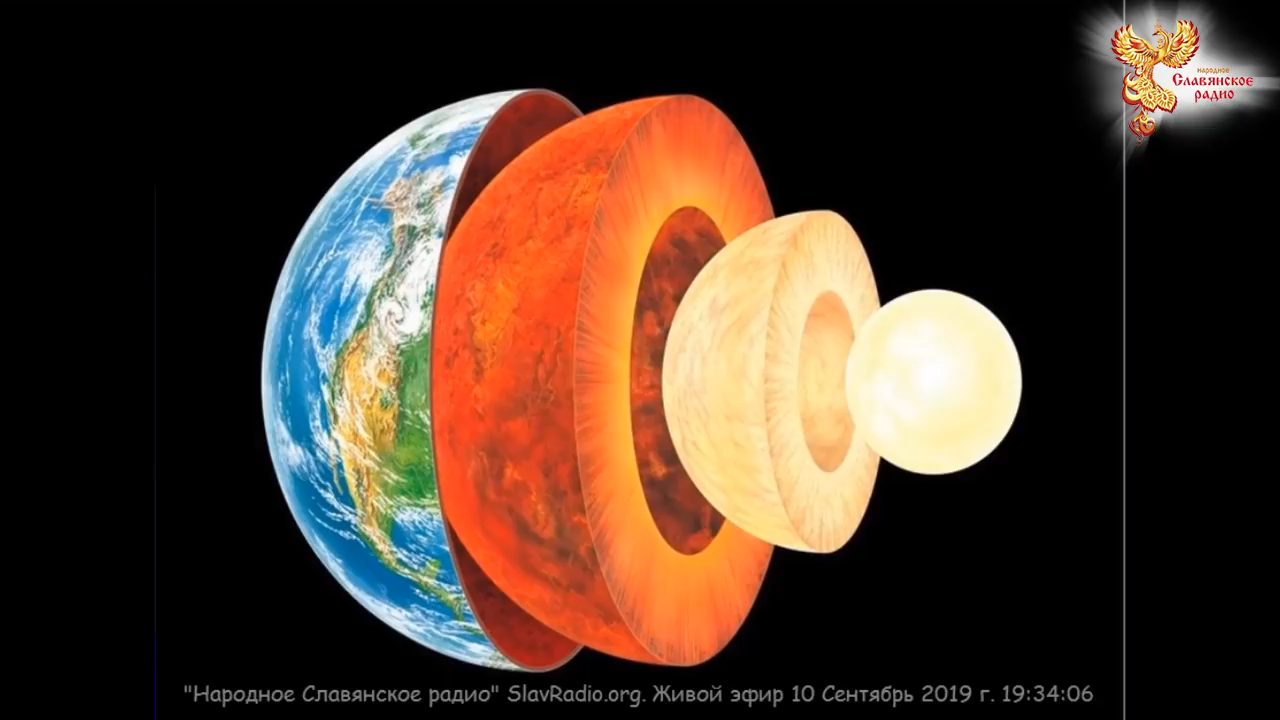 народное
Славянское
радио
"Народное Славянское радио" SlavRadio.org. Живой эфир 10 Сентябрь 2019 г. 19:34:06